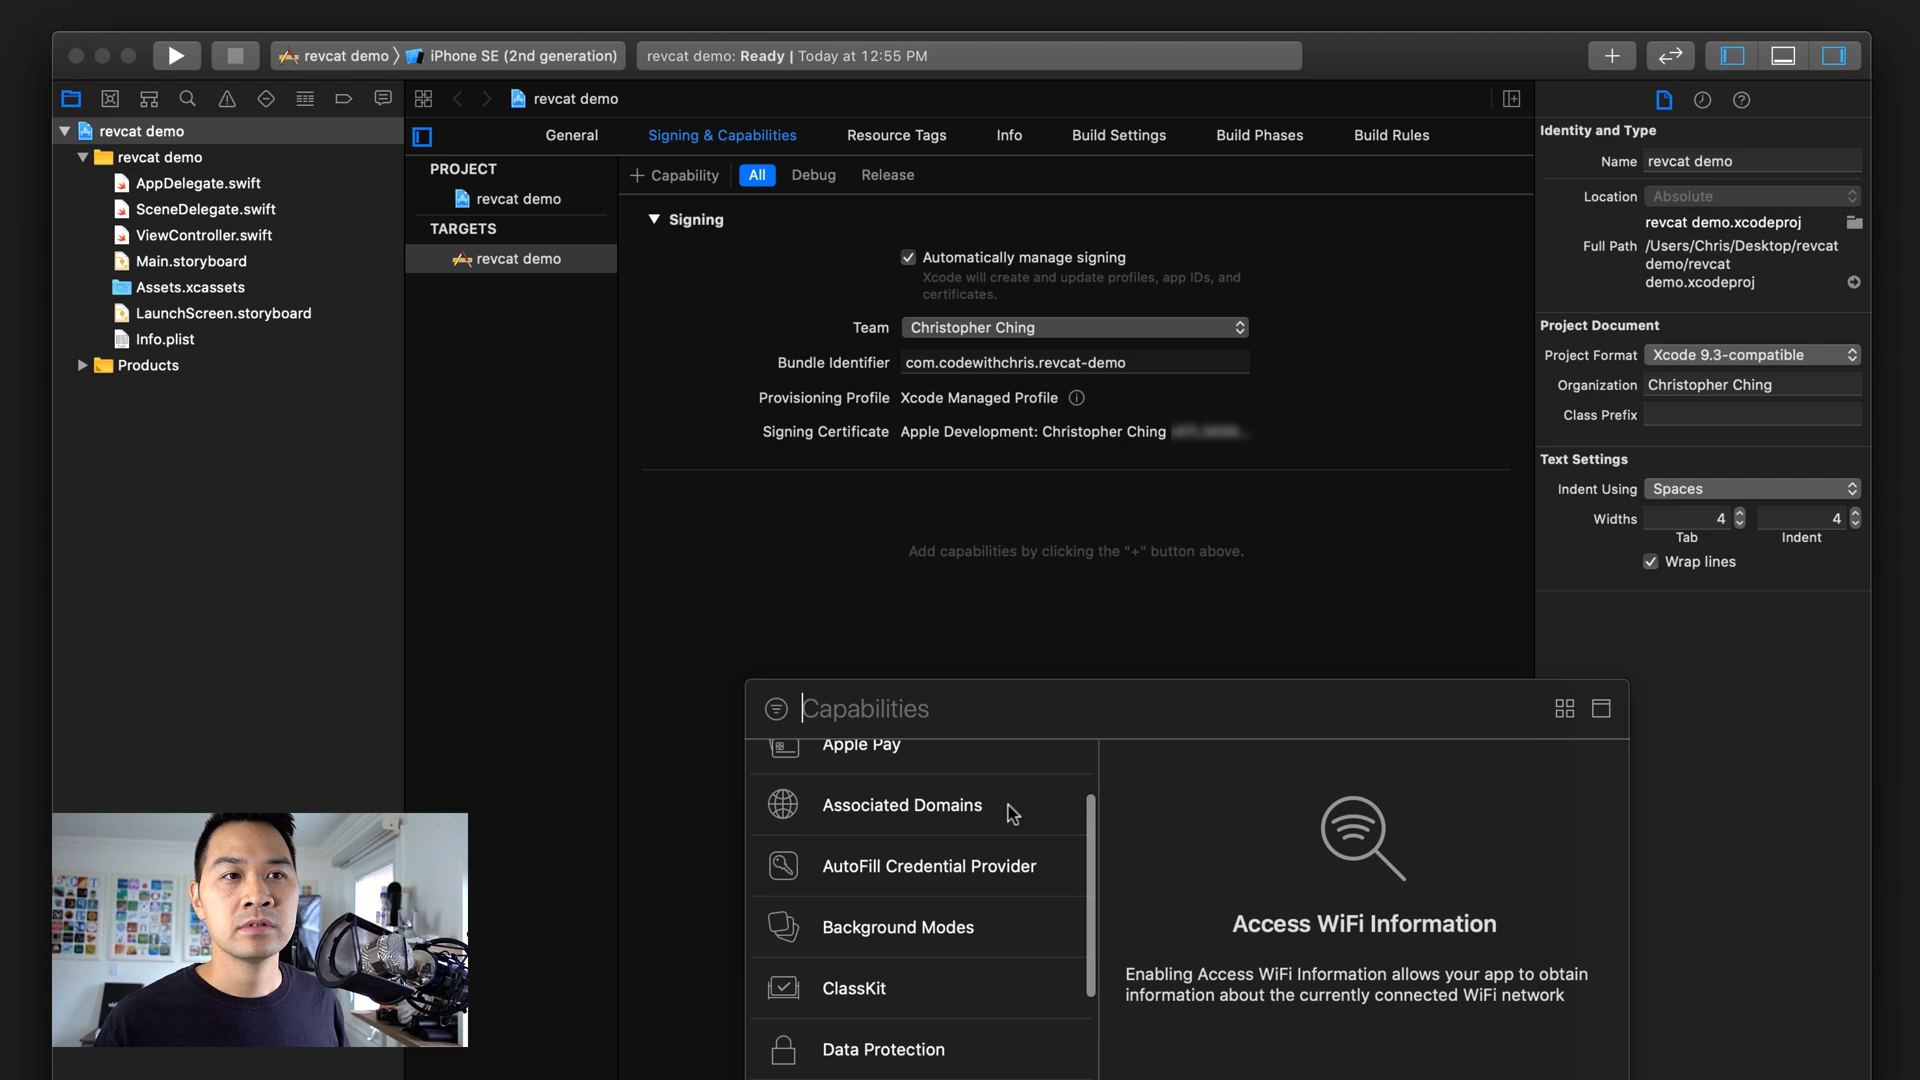 revcat demo
iPhone SE (2nd generation)
revcat demo: Ready | Today at 12:55 PM
revcat demo
revcat demo
AppDelegate.swift
SceneDelegate.swift
ViewController.swift
Main.storyboard
Assets.xcassets
LaunchScreen.storyboard
Info.plist
Products
revcat demo
General
Signing & Capabilities
Resource Tags
Info
Build Settings
Build Phases
Build Rules
PROJECT
revcat demo
TARGETS
revcat demo
+ Capability
All
Debug
Release
Signing
Automatically manage signing
Xcode will create and update profiles, app IDs, and
certificates.
Team
Christopher Ching
Bundle Identifier
com.codewithchris.revcat-demo
Provisioning Profile
Xcode Managed Profile
Signing Certificate
Apple Development: Christopher Ching
Add capabilities by clicking the "+" button above.
Capabilities
Apple Pay
Associated Domains
AutoFill Credential Provider
Background Modes
ClassKit
Data Protection
Access WiFi Information
Enabling Access WiFi Information allows your app to obtain
information about the currently connected WiFi network
Identity and Type
Name
revcat demo
Location
Absolute
revcat demo.xcodeproj
Full Path
/Users/Chris/Desktop/revcat
demo/revcat
demo.xcodeproj
Project Document
Project Format
Xcode 9.3-compatible
Organization
Christopher Ching
Class Prefix
Text Settings
Indent Using
Spaces
Widths
4
4
Tab
Indent
Wrap lines